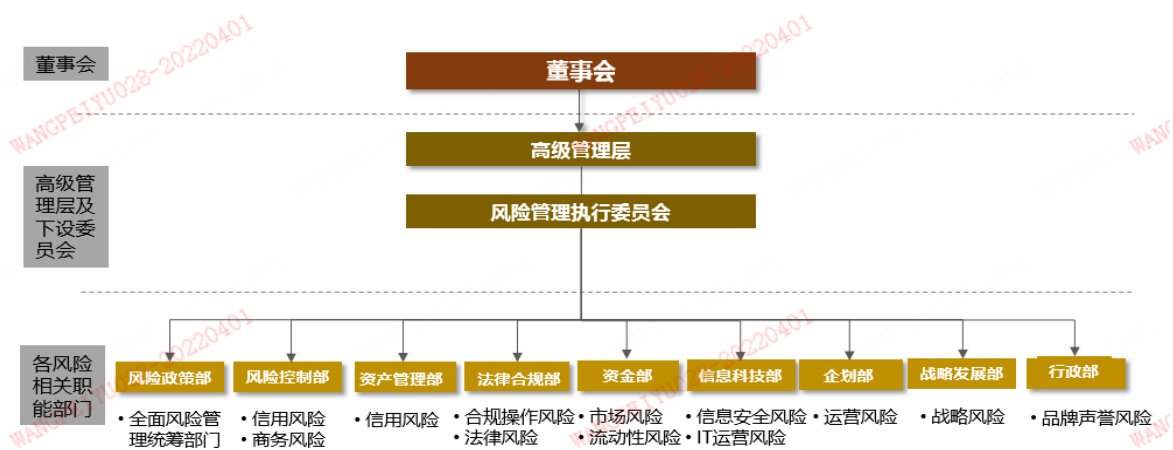 WANGPEIYU028-20220401
WANGPEIYU028-20220401
董事会
董事会
高级管理层
高级管
理层及
下设委
员会
风险管理执行委员会
WANGPEIYU028-20220401
WANGPEIYU028-20220401
各风险
相关职
能部门
风险政策部
风险控制部
资产管理部
法律合规部
资金部
信息科技部
企划部
战略发展部
行政部
• 全面风险管
理统筹部门
• 信用风险
• 商务风险
• 信用风险
• 合规操作风险
• 法律风险
• 市场风险
• 流动性风险
• 信息安全风险
• IT运营风险
• 运营风险
• 战略风险
• 品牌声誉风险